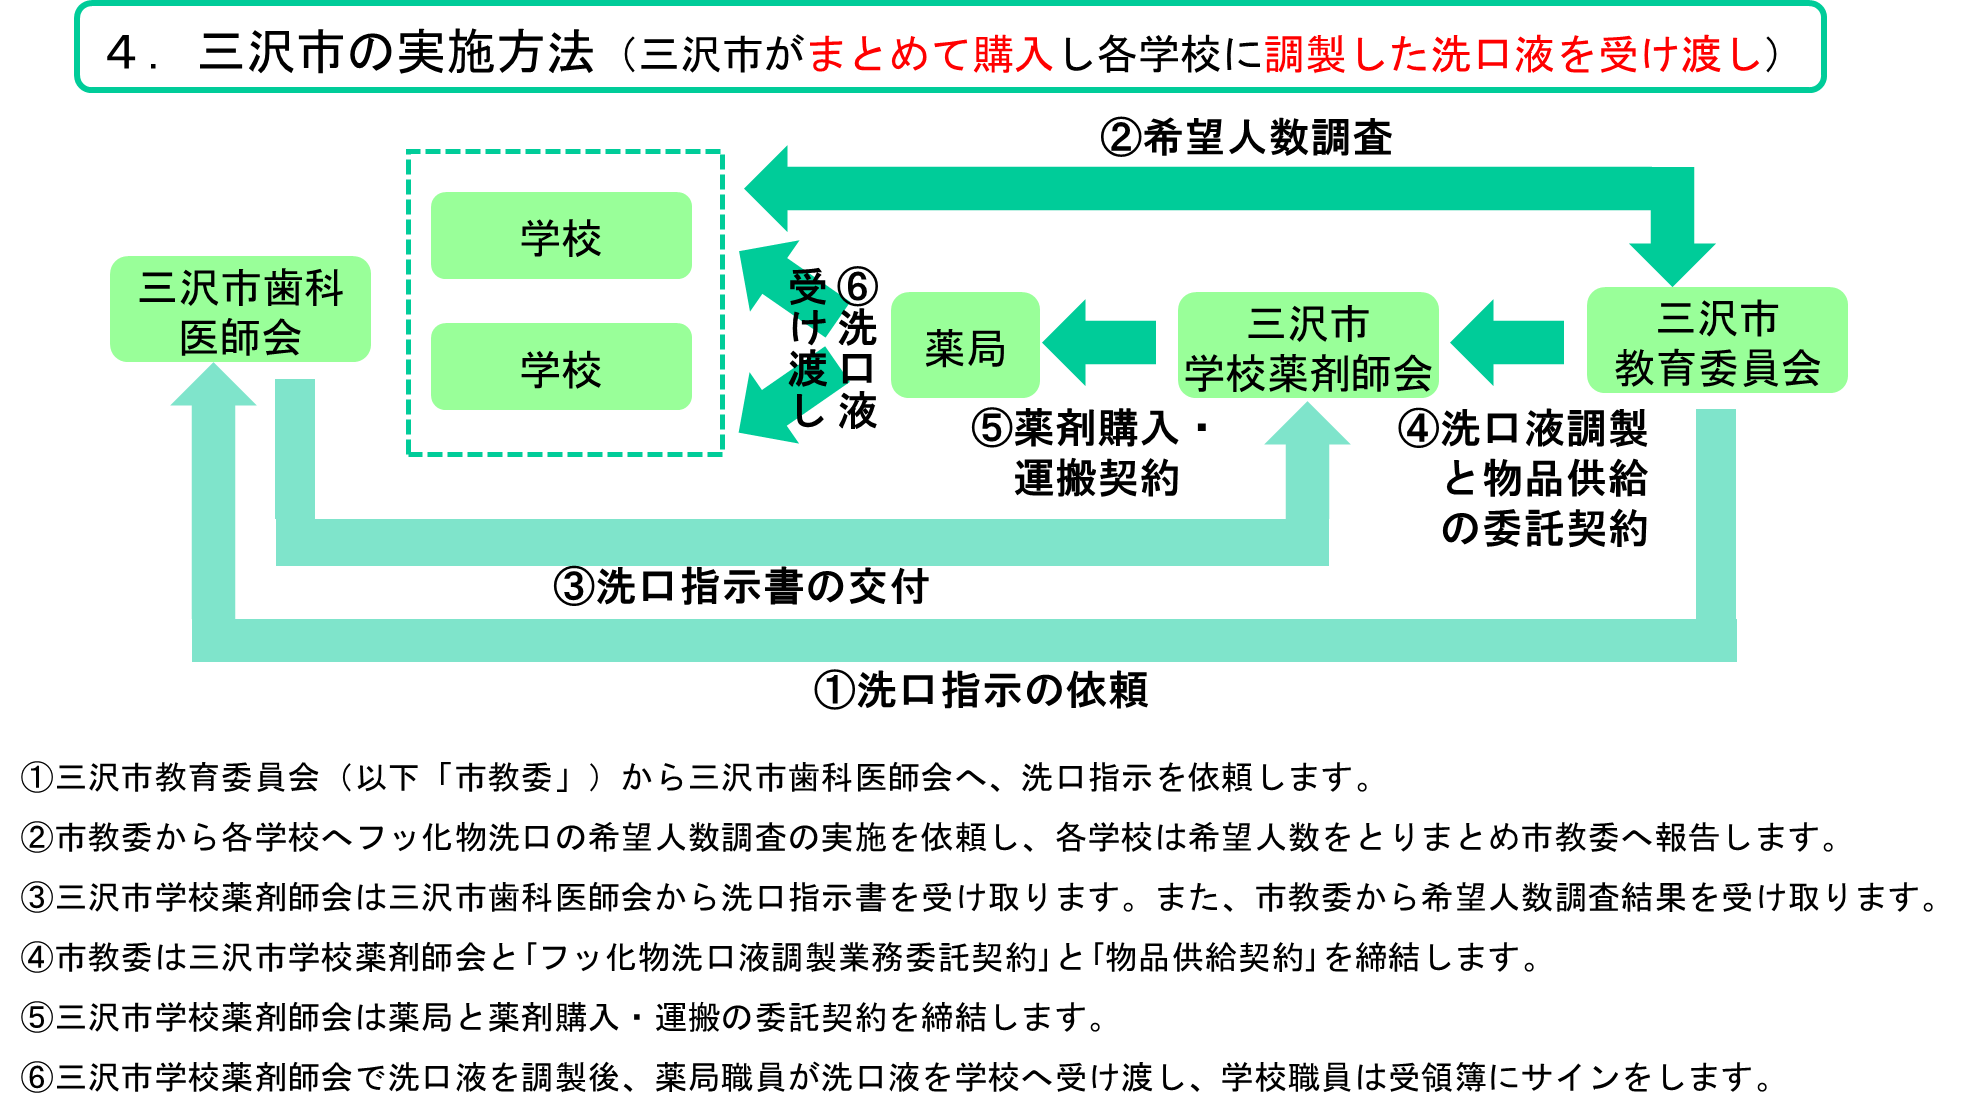 ４．三沢市の実施方法（三沢市がまとめて購入し各学校に調製した洗口液を受け渡し）
②希望人数調査
学校
学校
三沢市歯科
医師会
⑥洗口液
受け渡し
薬局
三沢市
学校薬剤師会
三沢市
教育委員会
⑤薬剤購入・
運搬契約
④洗口液調製
と物品供給
の委託契約
③洗口指示書の交付
①洗口指示の依頼
①三沢市教育委員会（以下「市教委」）から三沢市歯科医師会へ、洗口指示を依頼します。
②市教委から各学校へフッ化物洗口の希望人数調査の実施を依頼し、各学校は希望人数をとりまとめ市教委へ報告します。
③三沢市学校薬剤師会は三沢市歯科医師会から洗口指示書を受け取ります。また、市教委から希望人数調査結果を受け取ります。
④市教委は三沢市学校薬剤師会と｢フッ化物洗口液調製業務委託契約｣と｢物品供給契約｣を締結します。
⑤三沢市学校薬剤師会は薬局と薬剤購入・運搬の委託契約を締結します。
⑥三沢市学校薬剤師会で洗口液を調製後、薬局職員が洗口液を学校へ受け渡し、学校職員は受領簿にサインをします。